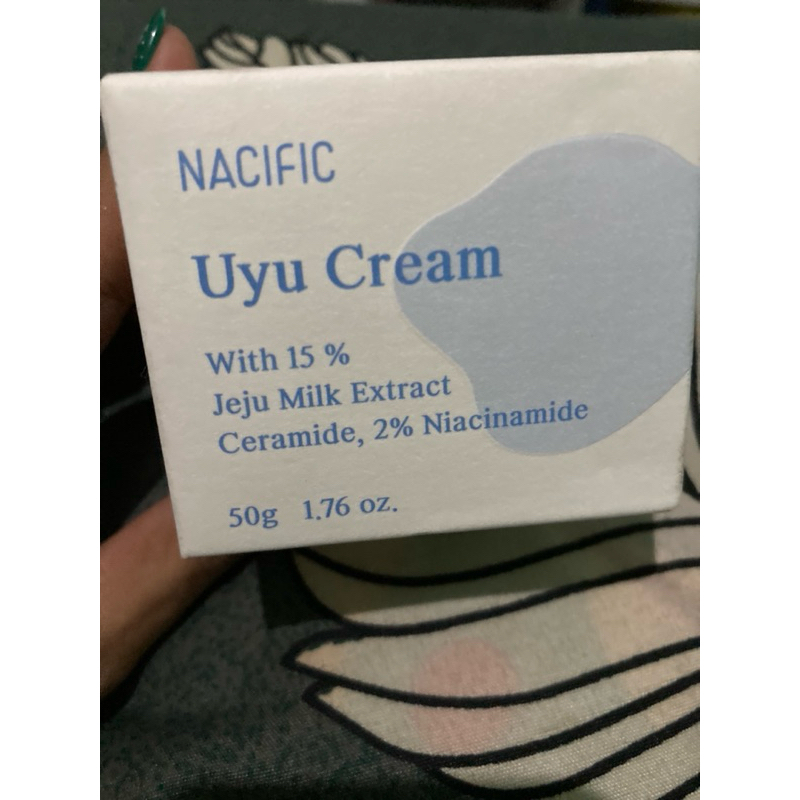 NACIFIC
Uyu Cream
With 15 %
Jeju Milk Extract
Ceramide, 2% Niacinamide
50g 1.76 oz.